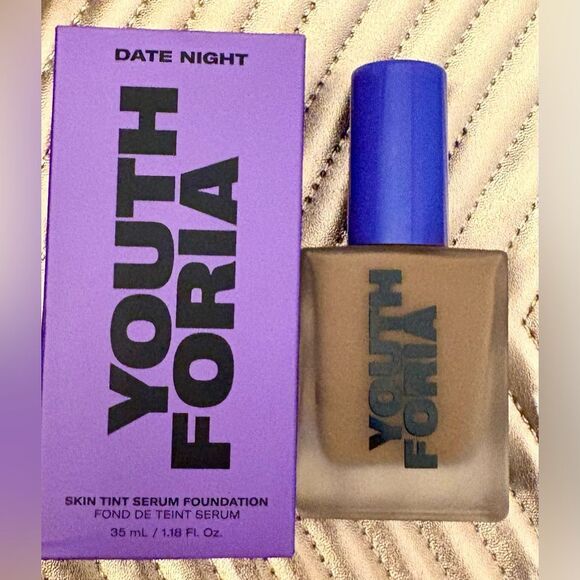 DATE NIGHT
YOUTH
FORIA
SKIN TINT SERUM FOUNDATION
FOND DE TEINT SERUM
35 mL / 1.18 Fl. Oz.
YOUTH
FORIA